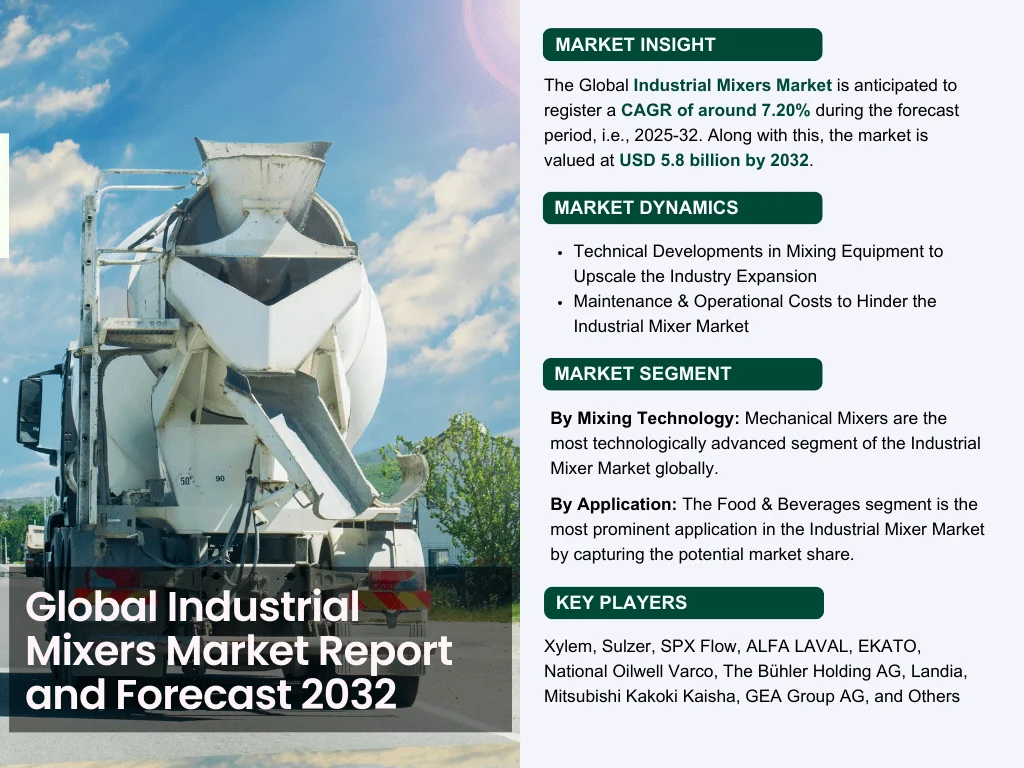 Global Industrial
Mixers Market Report
and Forecast 2032
50
90
MARKET INSIGHT
The Global Industrial Mixers Market is anticipated to
register a CAGR of around 7.20% during the forecast
period, i.e., 2025-32. Along with this, the market is
valued at USD 5.8 billion by 2032.
MARKET DYNAMICS
• Technical Developments in Mixing Equipment to
Upscale the Industry Expansion
• Maintenance & Operational Costs to Hinder the
Industrial Mixer Market
MARKET SEGMENT
By Mixing Technology: Mechanical Mixers are the
most technologically advanced segment of the Industrial
Mixer Market globally.
By Application: The Food & Beverages segment is the
most prominent application in the Industrial Mixer Market
by capturing the potential market share.
KEY PLAYERS
Xylem, Sulzer, SPX Flow, ALFA LAVAL, EKATO,
National Oilwell Varco, The Bühler Holding AG, Landia,
Mitsubishi Kakoki Kaisha, GEA Group AG, and Others